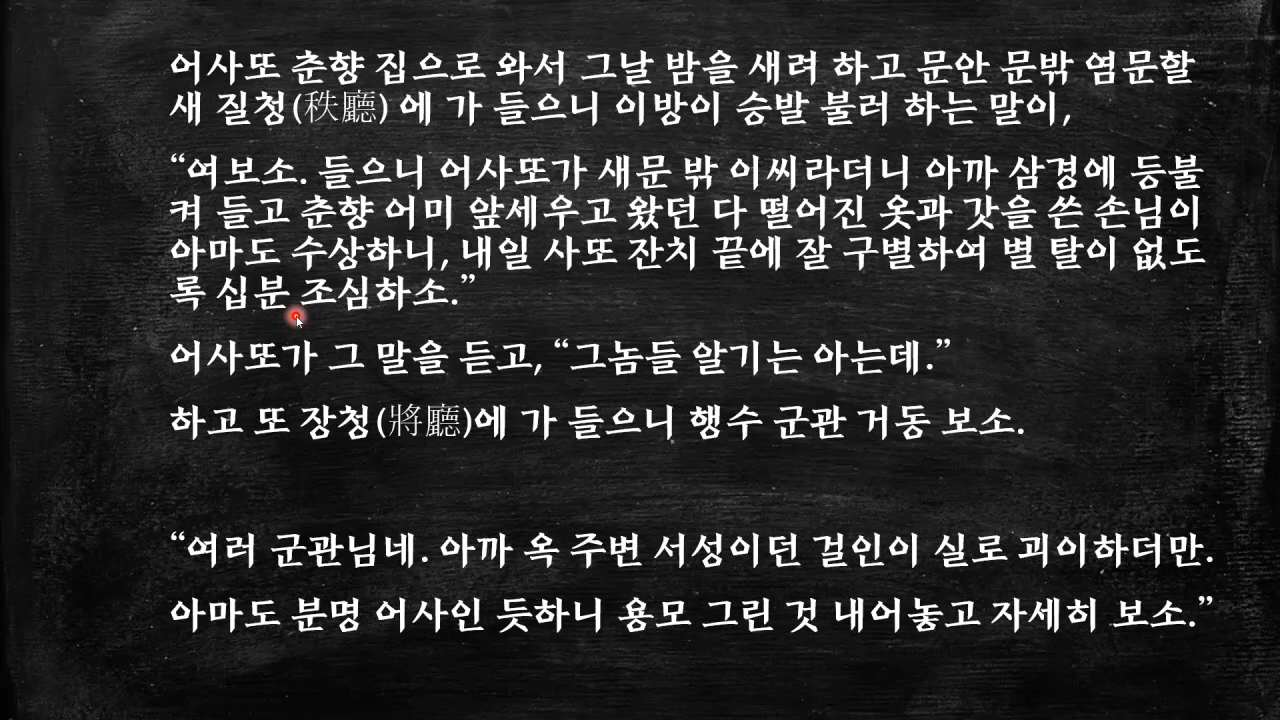 어사또 춘향 집으로 와서 그날 밤을 새려 하고 문안 문밖 염문할
새 질청(秩廳) 에 가 들으니 이방이 승발 불러 하는 말이,
“여보소. 들으니 어사또가 새문 밖 이씨라더니 아까 삼경에 등불
켜 들고 춘향 어미 앞세우고 왔던 다 떨어진 옷과 갓을 쓴 손님이
아마도 수상하니, 내일 사또 잔치 끝에 잘 구별하여 별 탈이 없도
록 십분 조심하소.”
어사또가 그 말을 듣고, “그놈들 알기는 아는데.”
하고 또 장청(將廳)에 가 들으니 행수 군관 거동 보소.
“여러 군관님네. 아까 옥 주변 서성이던 걸인이 실로 괴이하더만.
아마도 분명 어사인 듯하니 용모 그린 것 내어놓고 자세히 보소.”